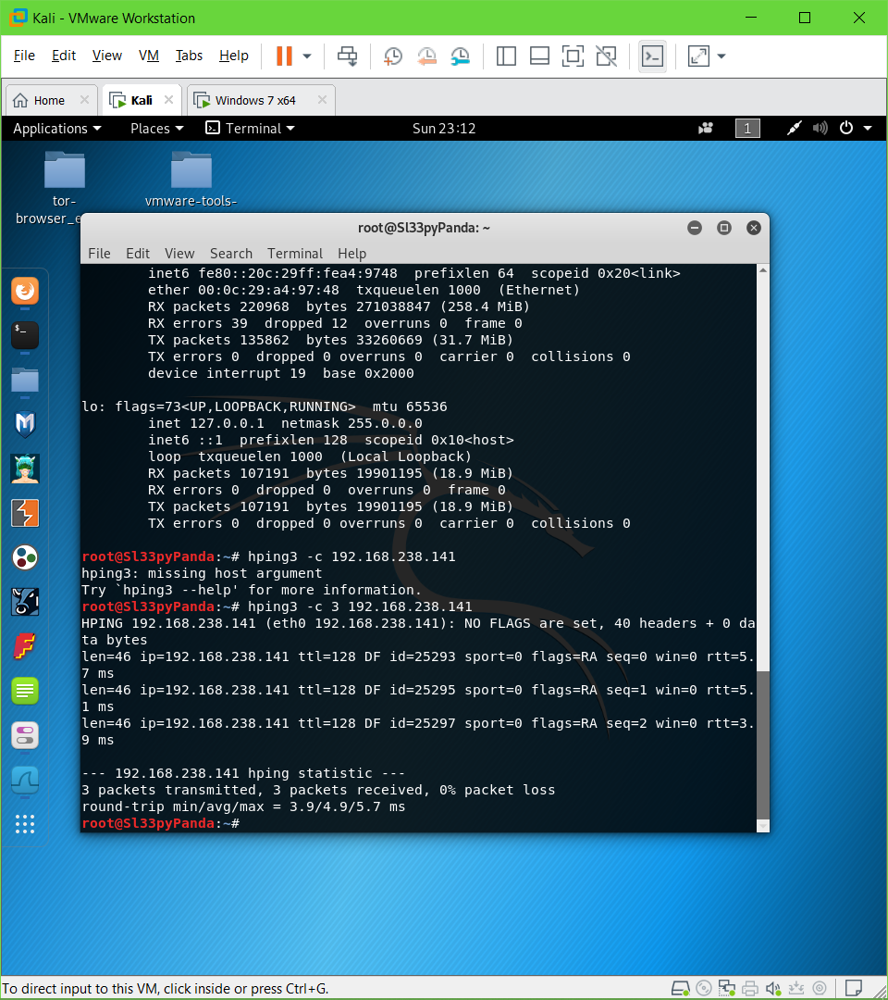 Kali - VMware Workstation
File Edit View VM Tabs Help
Home Kali Windows 7 x64
Applications Places Terminal Sun 23:12 1
tor-
browser_e
vmware-tools-
root@Sl33pyPanda: ~
File Edit View Search Terminal Help
inet6 fe80::20c:29ff:fea4:9748  prefixlen 64  scopeid 0x20<link>
ether 00:0c:29:a4:97:48  txqueuelen 1000  (Ethernet)
RX packets 220968  bytes 271038847 (258.4 MiB)
RX errors 39  dropped 12  overruns 0  frame 0
TX packets 135862  bytes 33260669 (31.7 MiB)
TX errors 0  dropped 0 overruns 0  carrier 0  collisions 0
device interrupt 19  base 0x2000
lo: flags=73<UP,LOOPBACK,RUNNING>  mtu 65536
inet 127.0.0.1  netmask 255.0.0.0
inet6 ::1  prefixlen 128  scopeid 0x10<host>
loop  txqueuelen 1000  (Local Loopback)
RX packets 107191  bytes 19901195 (18.9 MiB)
RX errors 0  dropped 0  overruns 0  frame 0
TX packets 107191  bytes 19901195 (18.9 MiB)
TX errors 0  dropped 0 overruns 0  carrier 0  collisions 0
root@Sl33pyPanda:~# hping3 -c 192.168.238.141
hping3: missing host argument
Try `hping3 --help' for more information.
root@Sl33pyPanda:~# hping3 -c 3 192.168.238.141
HPING 192.168.238.141 (eth0 192.168.238.141): NO FLAGS are set, 40 headers + 0 da
ta bytes
len=46 ip=192.168.238.141 ttl=128 DF id=25293 sport=0 flags=RA seq=0 win=0 rtt=5.
7 ms
len=46 ip=192.168.238.141 ttl=128 DF id=25295 sport=0 flags=RA seq=1 win=0 rtt=5.
1 ms
len=46 ip=192.168.238.141 ttl=128 DF id=25297 sport=0 flags=RA seq=2 win=0 rtt=3.
9 ms
--- 192.168.238.141 hping statistic ---
3 packets transmitted, 3 packets received, 0% packet loss
round-trip min/avg/max = 3.9/4.9/5.7 ms
root@Sl33pyPanda:~#
To direct input to this VM, click inside or press Ctrl+G.